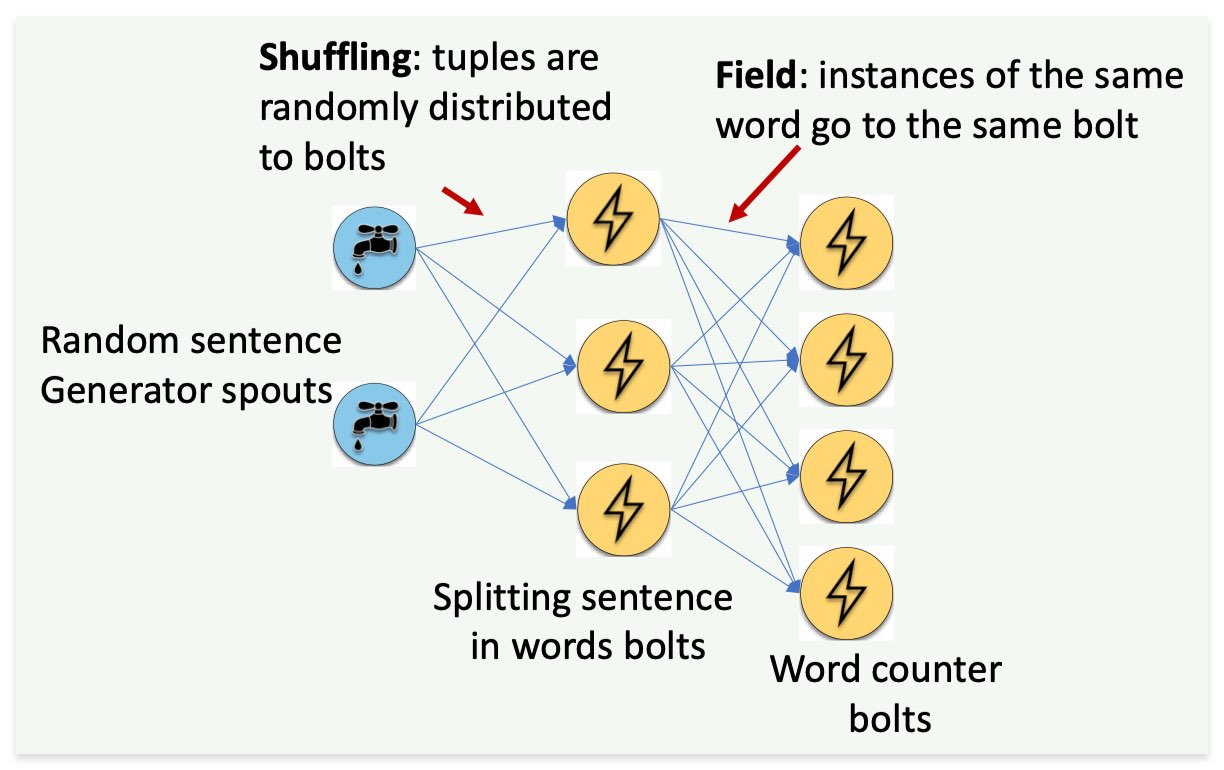 Shuffling: tuples are
randomly distributed
to bolts
Field: instances of the same
word go to the same bolt
Random sentence
Generator spouts
Splitting sentence
in words bolts
Word counter
bolts